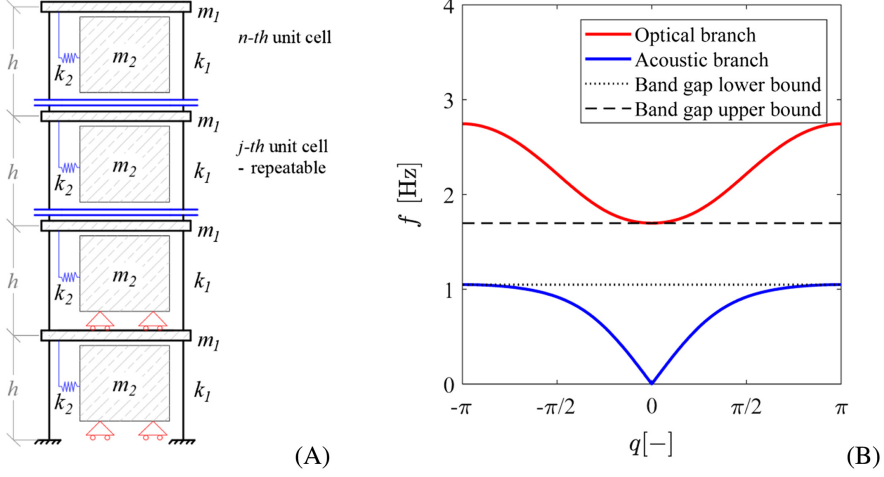 m1
n-th unit cell
h
m2
k1
k2
m1
j-th unit cell
- repeatable
h
m2
k1
k2
m1
h
m2
k1
k2
m1
h
m2
k1
k2
(A)
4
3
2
1
0
f [Hz]
Optical branch
Acoustic branch
Band gap lower bound
Band gap upper bound
-π
-π/2
0
π/2
π
q[−]
(B)